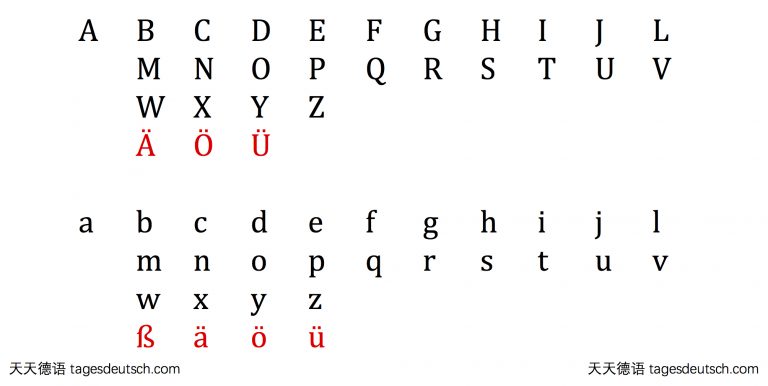 A B C D E F G H I J L
M N O P Q R S T U V
W X Y Z
Ä Ö Ü
a b c d e f g h i j l
m n o p q r s t u v
w x y z
ß ä ö ü
天天德语 tagesdeutsch.com 天天德语 tagesdeutsch.com